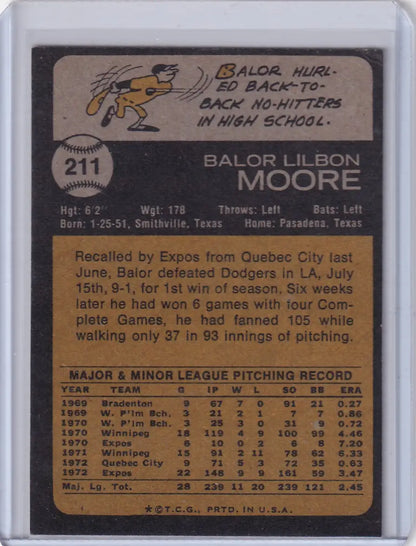 BALOR HURL-
ED BACK-TO-
BACK NO-HITTERS
IN HIGH SCHOOL.
211
BALOR LILBON
MOORE
Hgt: 6'2" Wgt: 178 Throws: Left Bats: Left
Born: 1-25-51, Smithville, Texas Home: Pasadena, Texas
Recalled by Expos from Quebec City last
June, Balor defeated Dodgers in LA, July
15th, 9-1, for 1st win of season. Six weeks
later he had won 6 games with four Com-
plete Games, he had fanned 105 while
walking only 37 in 93 innings of pitching.
MAJOR & MINOR LEAGUE PITCHING RECORD
YEAR TEAM G IP W L SO BB ERA
1969 Bradenton 9 67 7 0 91 21 0.27
1969 W. P'lm Bch. 3 21 2 1 7 7 0.86
1970 W. P'lm Bch. 3 25 3 0 31 9 0.72
1970 Winnipeg 18 119 4 9 100 99 4.46
1970 Expos 6 10 0 2 6 8 7.20
1971 Winnipeg 15 91 2 11 78 62 6.33
1972 Quebec City 9 71 5 3 72 35 0.63
1972 Expos 22 148 9 9 161 59 3.47
Maj. Lg. Tot. 28 239 11 20 239 121 2.45
*©T.C.G., PRTD. IN U.S.A.